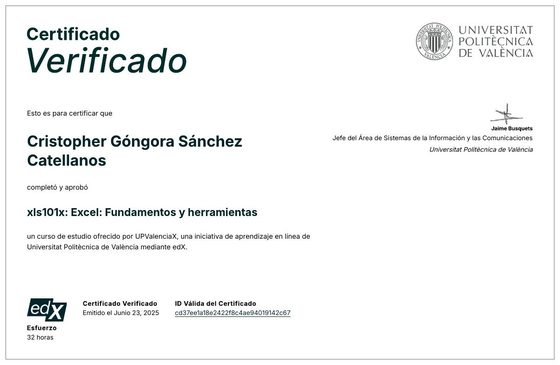 Certificado
Verificado
UNIVERSITAT
POLITÈCNICA
DE VALÈNCIA
Esto es para certificar que
Cristopher Góngora Sánchez
Catellanos
Jaime Busquets
Jefe del Área de Sistemas de la Información y las Comunicaciones
Universitat Politècnica de València
completó y aprobó
xls101x: Excel: Fundamentos y herramientas
un curso de estudio ofrecido por UPValenciaX, una iniciativa de aprendizaje en línea de
Universitat Politècnica de València mediante edX.
edX
Certificado Verificado
Emitido el Junio 23, 2025
ID Válida del Certificado
cd37ee1a18e2422f8c4ae94019142c67
Esfuerzo
32 horas